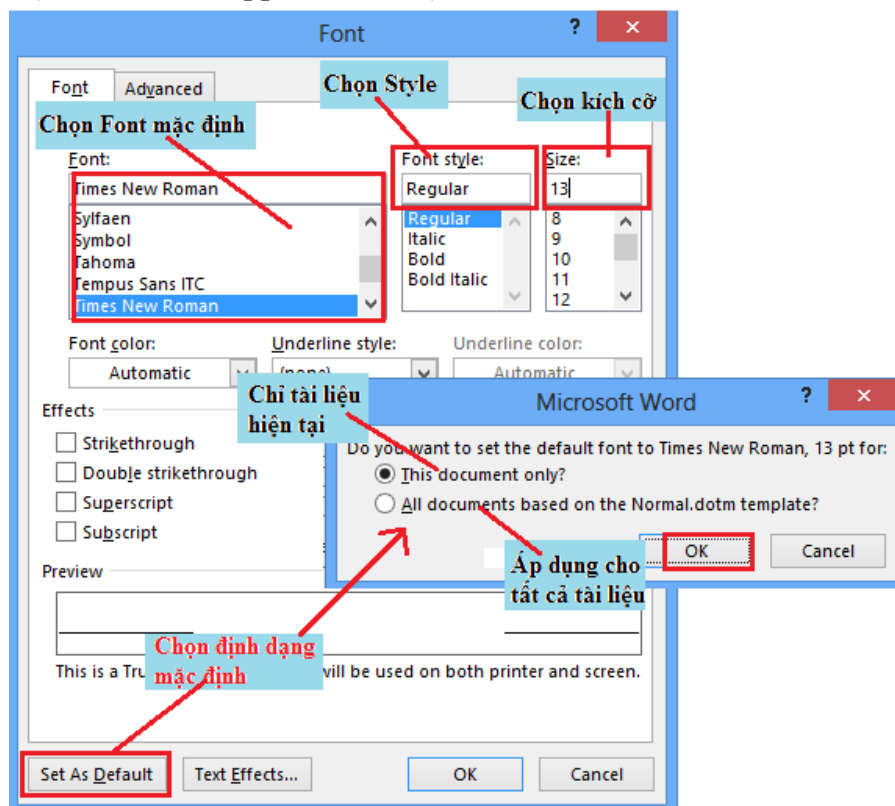 Font ?
Font Advanced
Chọn Style
Chọn kích cỡ
Chọn Font mặc định
Font: Font style: Size:
Times New Roman Regular 13
Sylfaen Regular 8
Symbol Italic 9
Tahoma Bold 10
Tempus Sans ITC Bold Italic 11
Times New Roman 12
Font color: Underline style: Underline color:
Automatic (none) Automatic
Chỉ tài liệu
hiện tại
Microsoft Word ?
Effects
Strikethrough
Double strikethrough
Superscript
Subscript
Do you want to set the default font to Times New Roman, 13 pt for:
This document only?
All documents based on the Normal.dotm template?
OK Cancel
Áp dụng cho
tất cả tài liệu
Preview
Chọn định dạng
mặc định
This is a Tru will be used on both printer and screen.
Set As Default Text Effects... OK Cancel